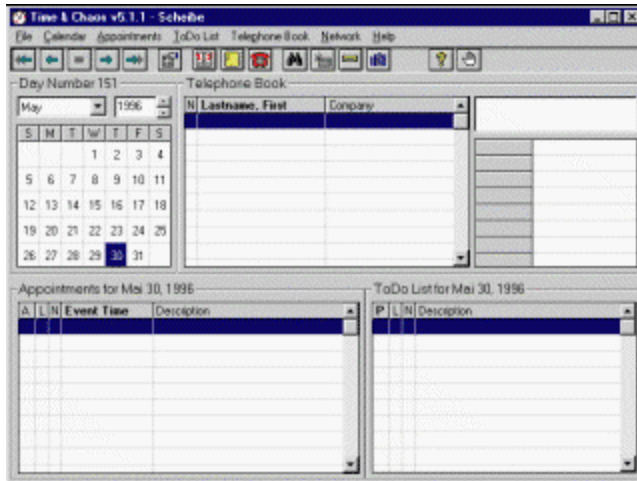 Time & Chaos v5.1.1 - Scheibe
File Calendar Appointments ToDo List Telephone Book Network Help
Day Number 151
May 1996
S M T W T F S
1 2 3 4
5 6 7 8 9 10 11
12 13 14 15 16 17 18
19 20 21 22 23 24 25
26 27 28 29 30 31
Telephone Book
N Lastname, First Company
Appointments for Mai 30, 1996
A L N Event Time Description
ToDo List for Mai 30, 1996
P L N Description